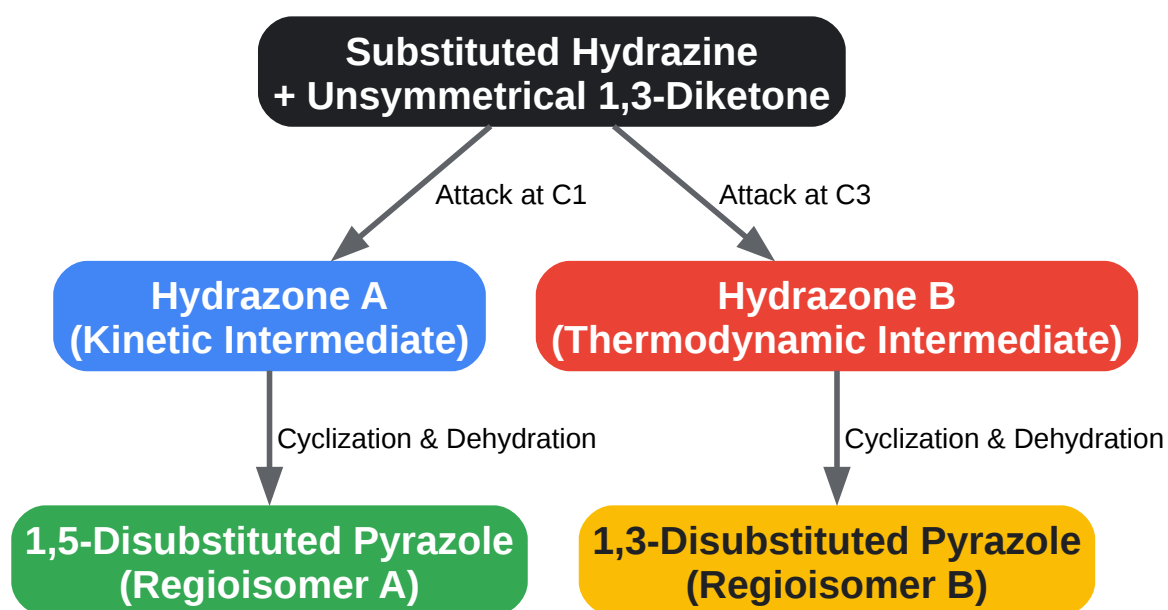 Substituted Hydrazine
+ Unsymmetrical 1,3-Diketone
Attack at C1
Attack at C3
Hydrazone A
(Kinetic Intermediate)
Hydrazone B
(Thermodynamic Intermediate)
Cyclization & Dehydration
Cyclization & Dehydration
1,5-Disubstituted Pyrazole
(Regioisomer A)
1,3-Disubstituted Pyrazole
(Regioisomer B)